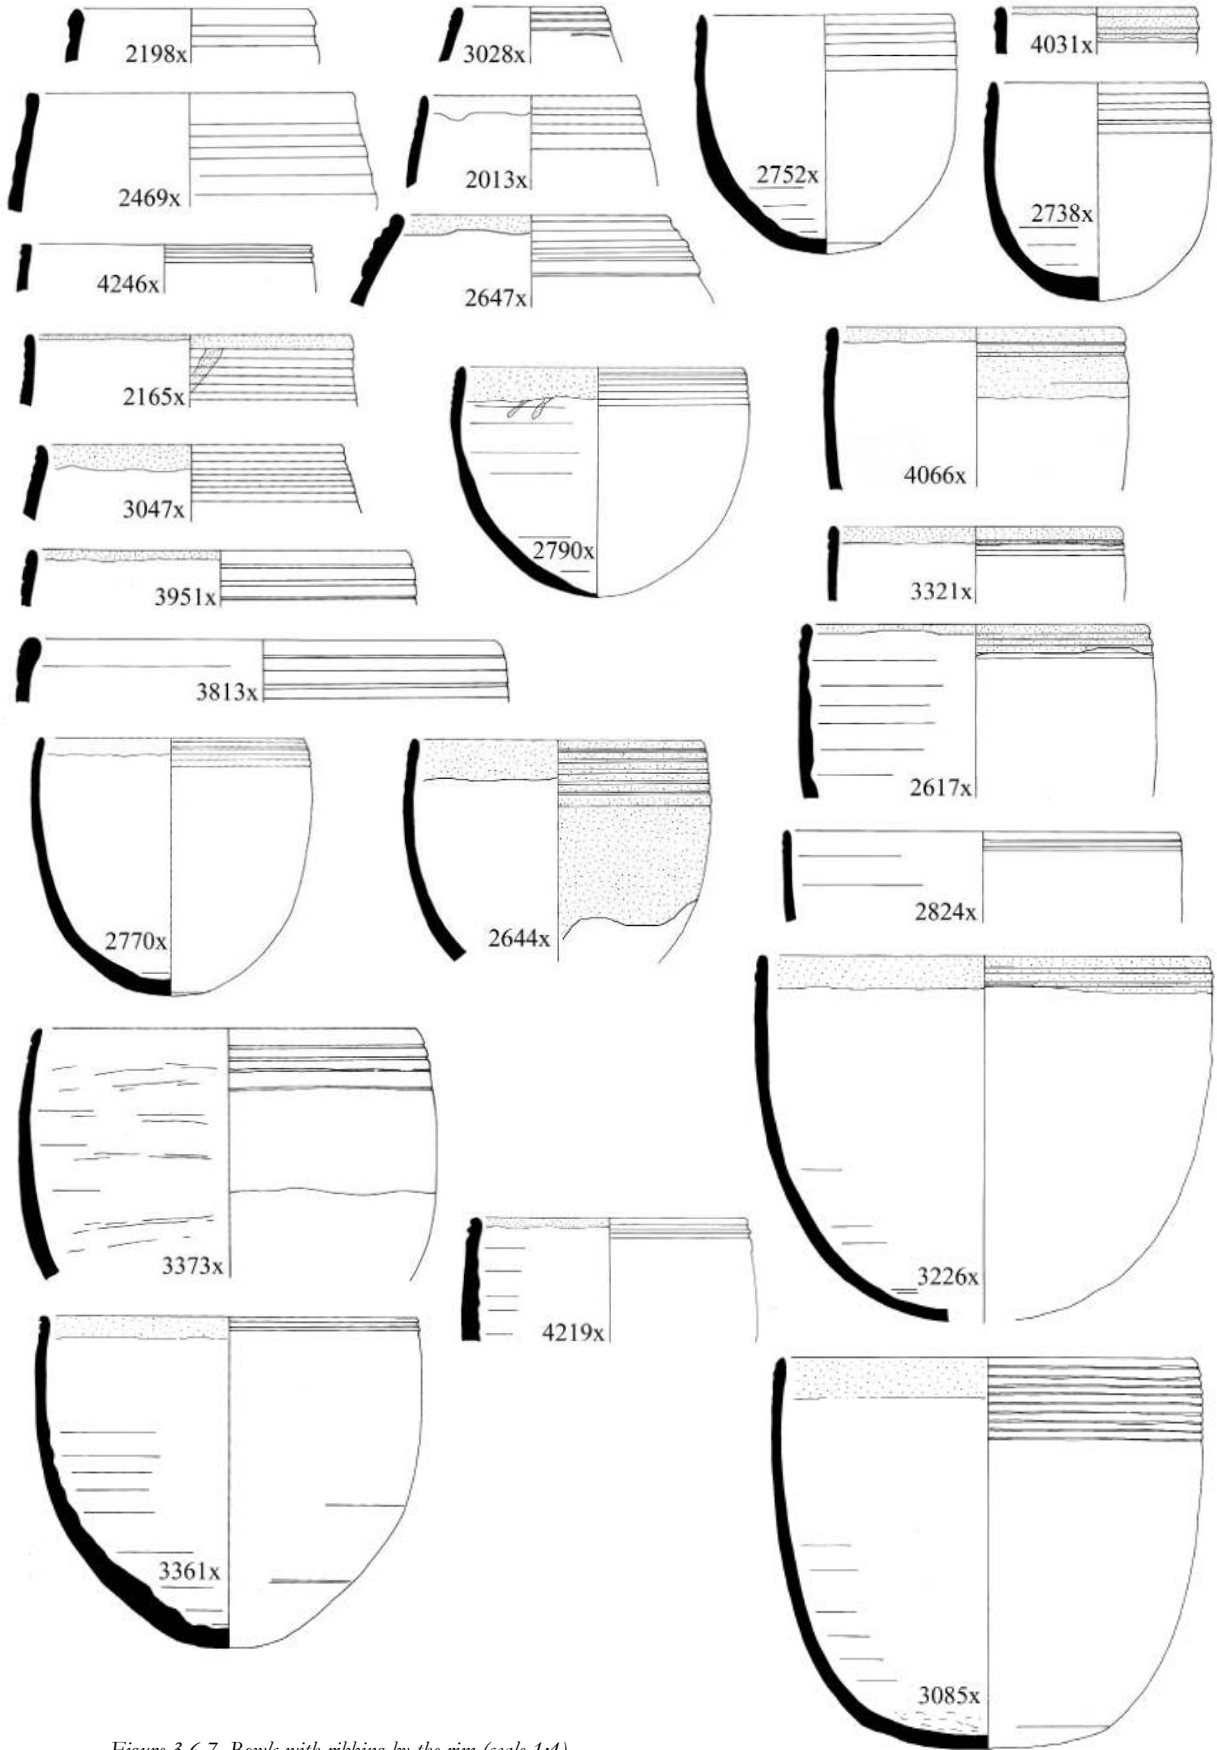 2198x
3028x
4031x
2469x
2013x
2752x
2738x
4246x
2647x
2165x
4066x
3047x
2790x
3951x
3321x
3813x
2617x
2770x
2644x
2824x
3373x
3226x
4219x
3361x
3085x
Figure 3.6.7 Bowls with ribbing by the rim (scale 1:4)